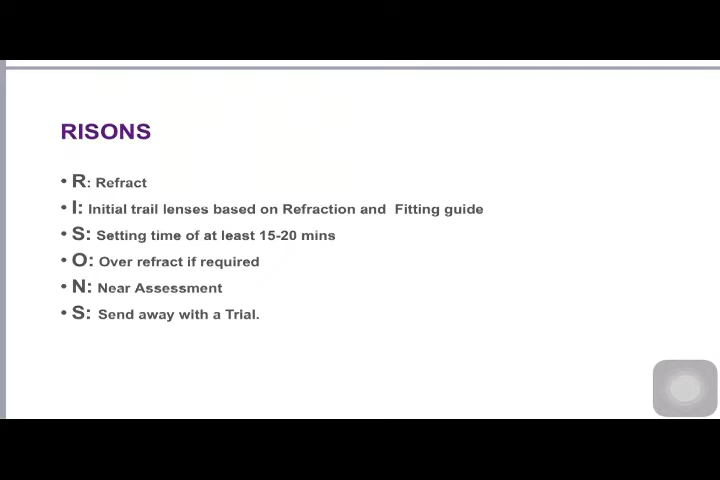 RISONS
• R: Refract
• I: Initial trail lenses based on Refraction and Fitting guide
• S: Setting time of at least 15-20 mins
• O: Over refract if required
• N: Near Assessment
• S: Send away with a Trial.